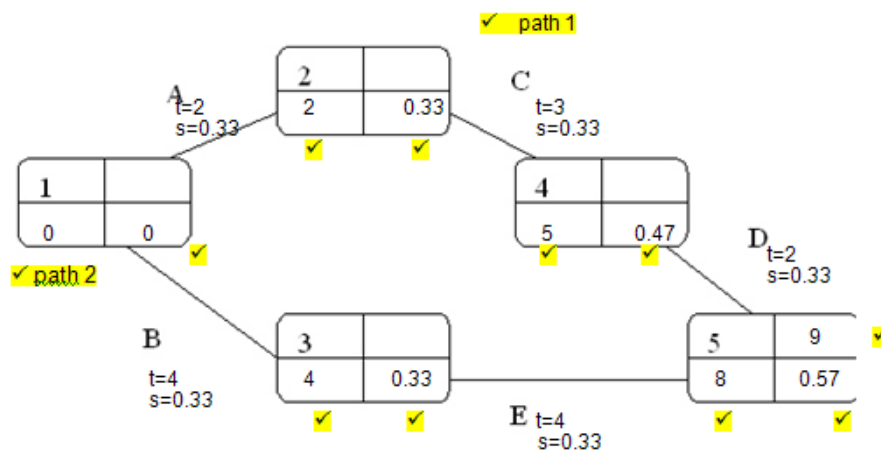 ✓ path 1
2
A
t=2
s=0.33
2 0.33
✓ ✓
C
t=3
s=0.33
1
0 0
✓
✓ path 2
4
5 0.47
✓ ✓
D
t=2
s=0.33
B
t=4
s=0.33
3
4 0.33
✓ ✓
E
t=4
s=0.33
5 9
✓
8 0.57
✓ ✓